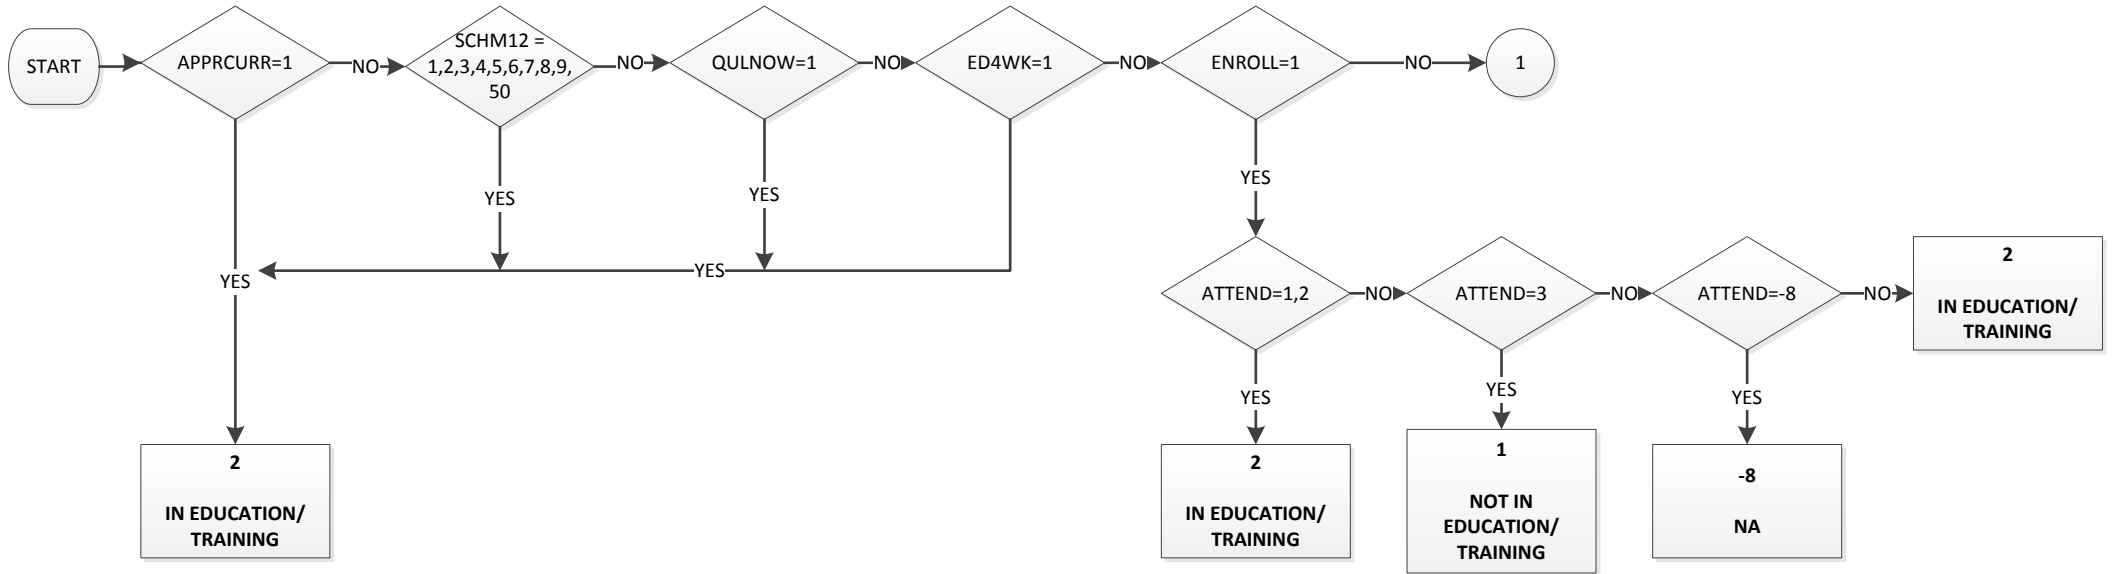 START
APPRCURR=1
NO
SCHM12 =
1,2,3,4,5,6,7,8,9,
50
NO
QULNOW=1
NO
ED4WK=1
NO
ENROLL=1
NO
1
YES
YES
YES
YES
YES
ATTEND=1,2
NO
ATTEND=3
NO
ATTEND=-8
NO
2
IN EDUCATION/
TRAINING
YES
YES
YES
2
IN EDUCATION/
TRAINING
2
IN EDUCATION/
TRAINING
1
NOT IN
EDUCATION/
TRAINING
-8
NA